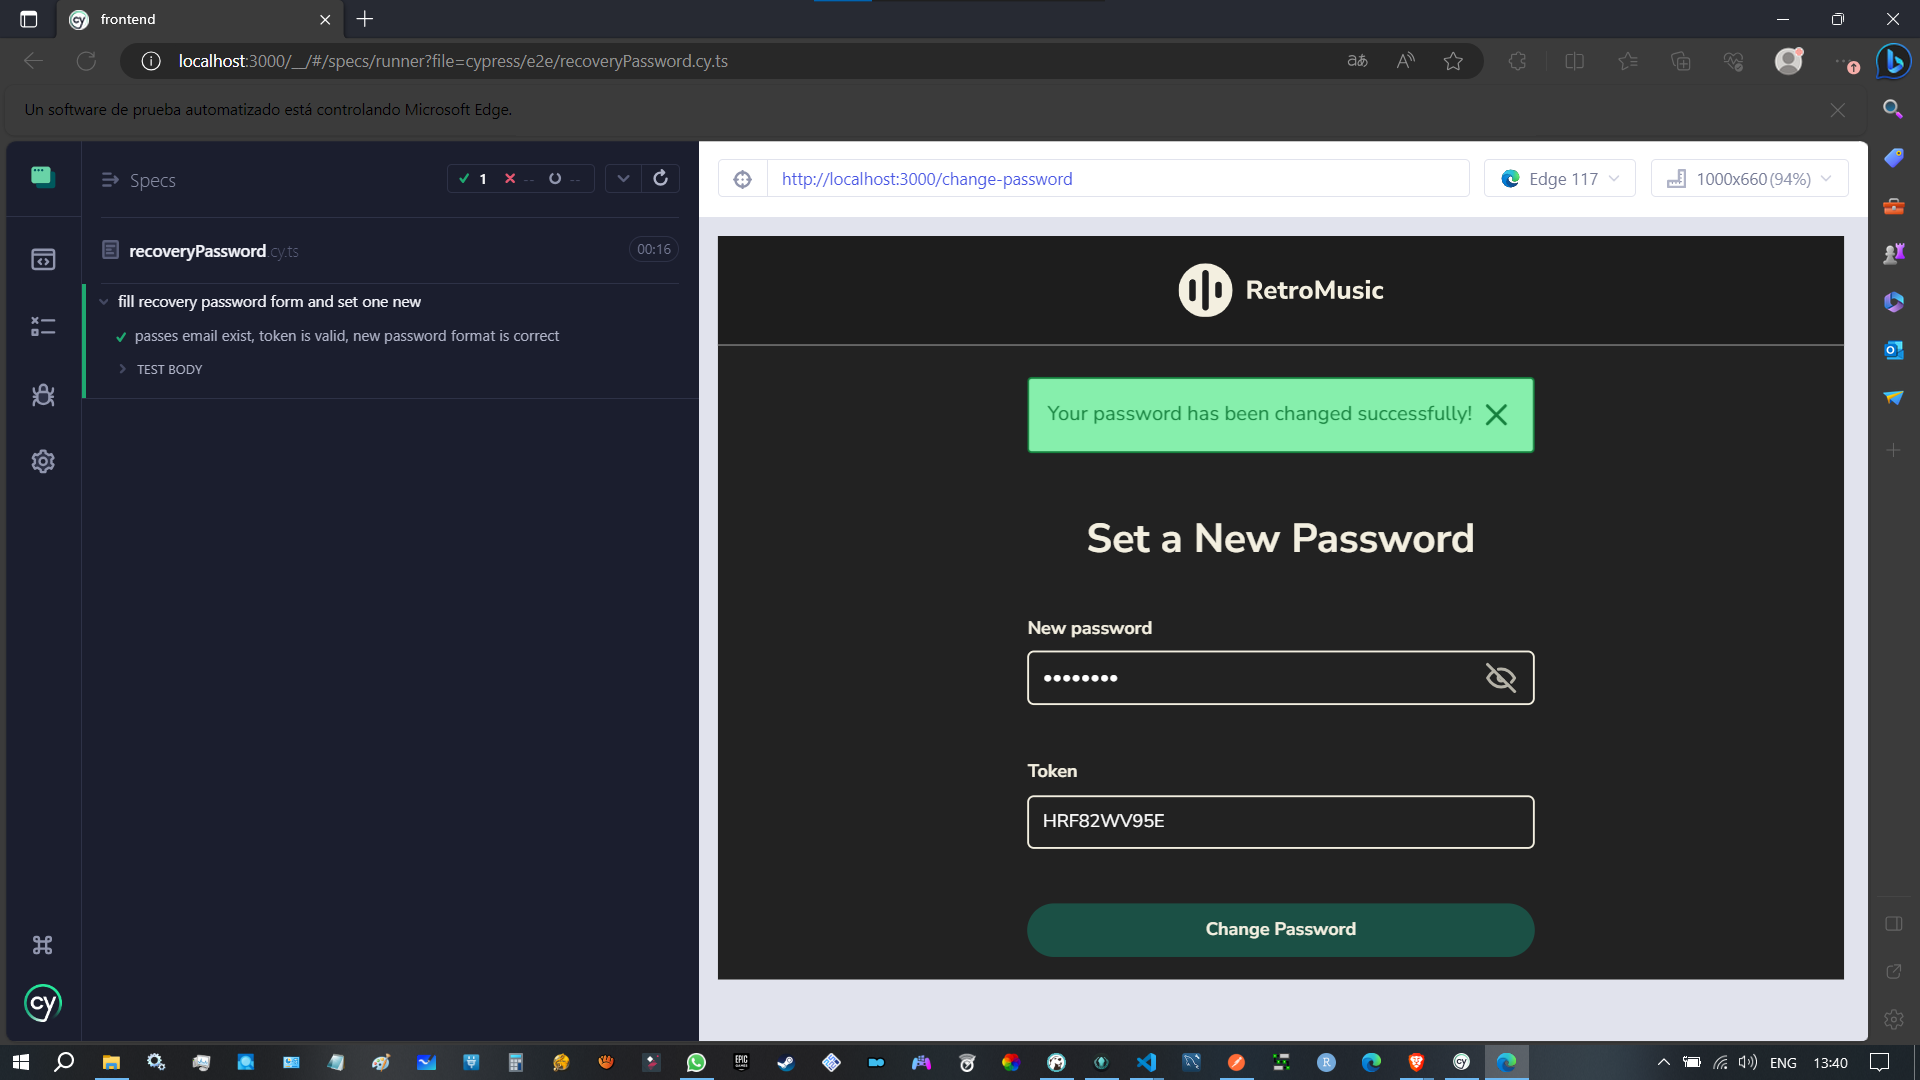 frontend
localhost:3000/__/#/specs/runner?file=cypress/e2e/recoveryPassword.cy.ts
Un software de prueba automatizado está controlando Microsoft Edge.
Specs
1 -- --
http://localhost:3000/change-password
Edge 117
1000x660 (94%)
recoveryPassword.cy.ts
00:16
fill recovery password form and set one new
passes email exist, token is valid, new password format is correct
TEST BODY
RetroMusic
Your password has been changed successfully!
Set a New Password
New password
••••••••
Token
HRF82WV95E
Change Password
cy
ENG
13:40